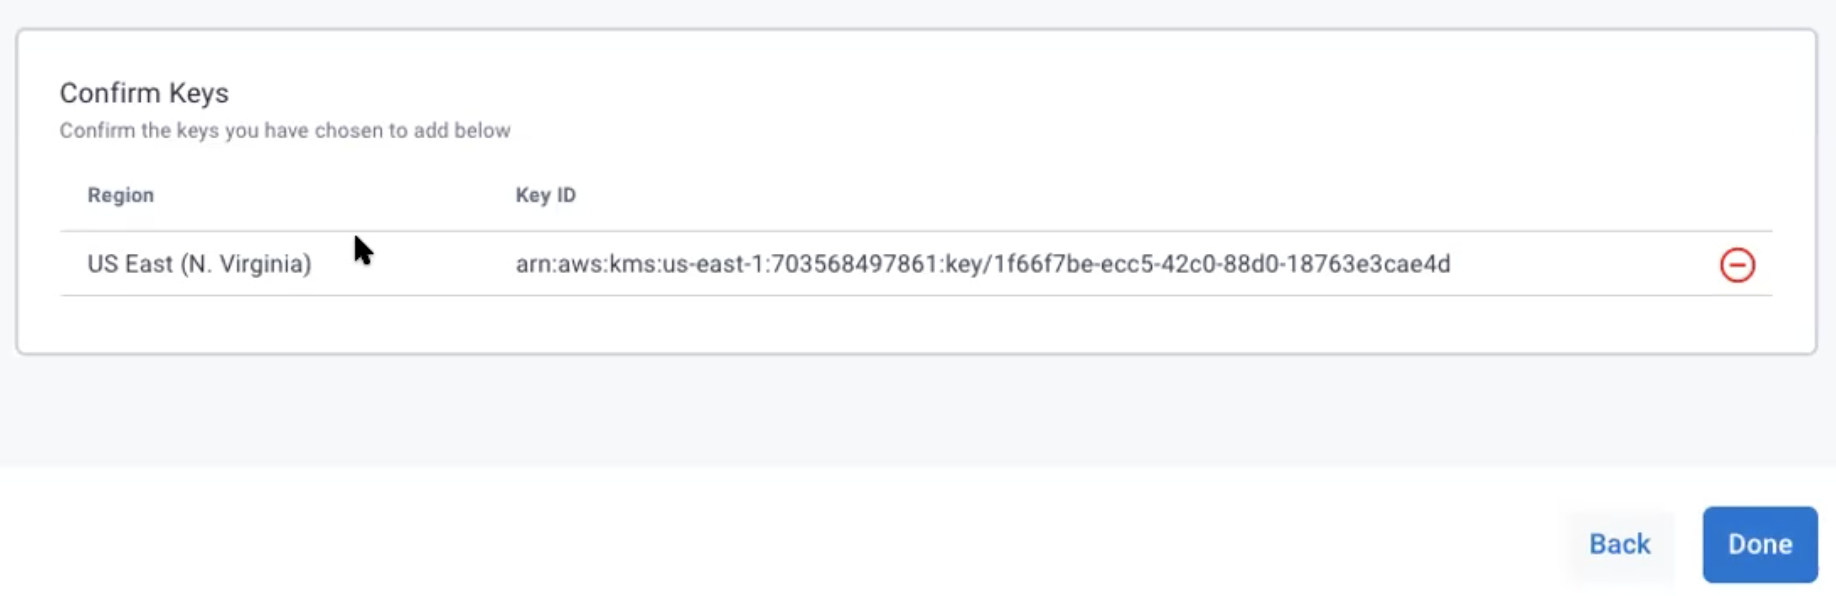 Confirm Keys
Confirm the keys you have chosen to add below
Region Key ID
US East (N. Virginia) arn:aws:kms:us-east-1:703568497861:key/1f66f7be-ecc5-42c0-88d0-18763e3cae4d
Back Done